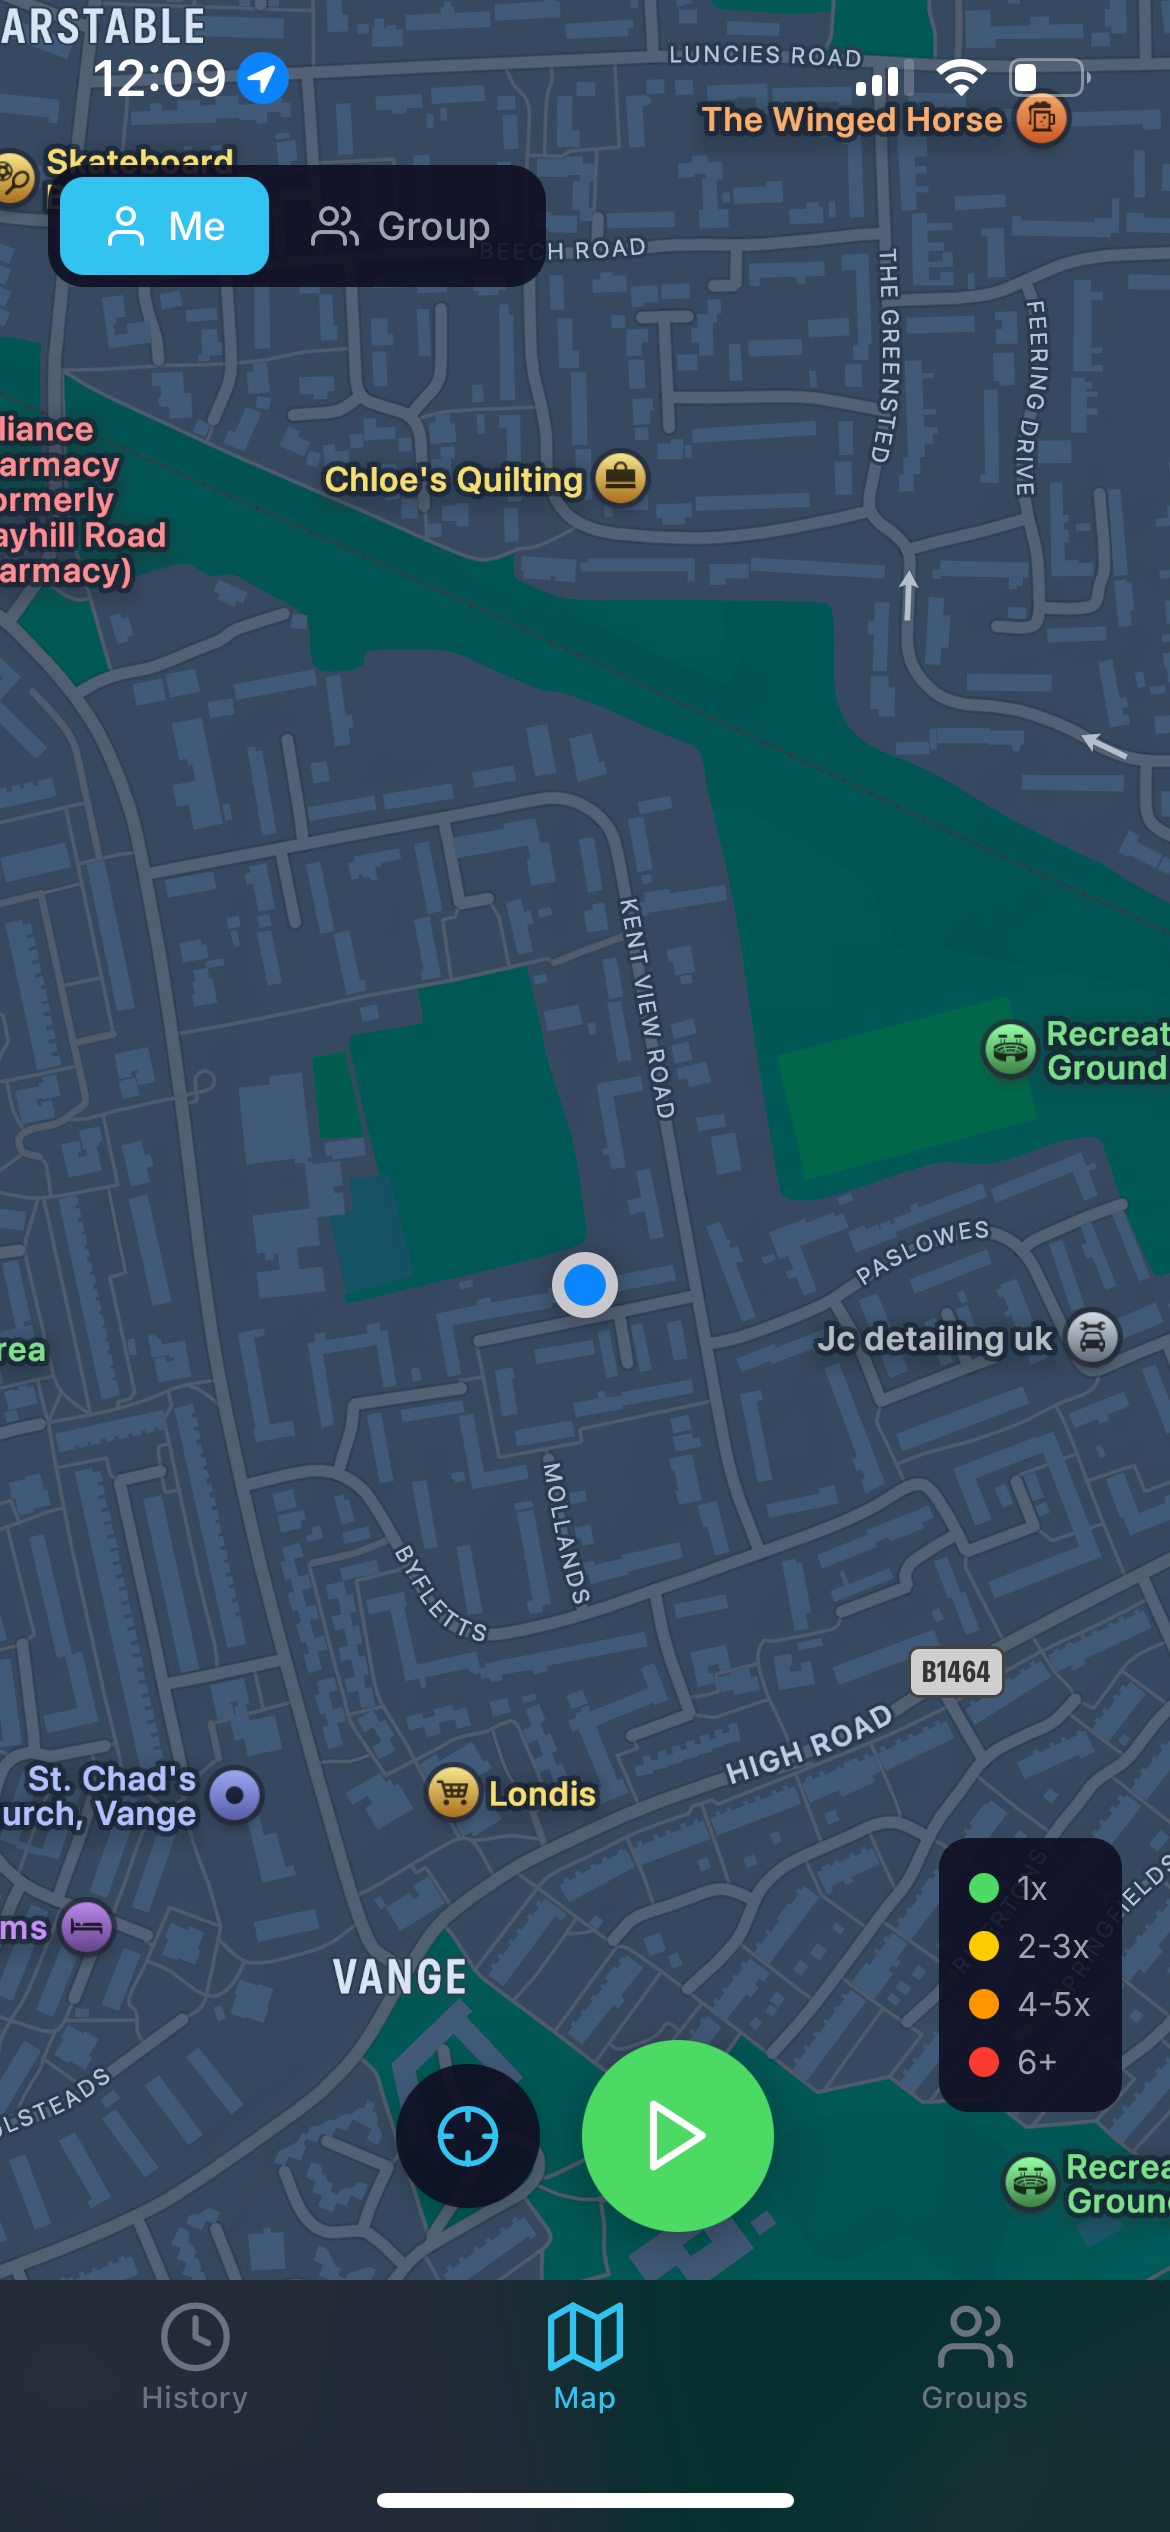 ARSTABLE
LUNCIES ROAD
12:09
The Winged Horse
Skateboard
Me
Group
BEECH ROAD
THE GREENSTED
FEERING DRIVE
lliance
armacy
ormerly
ayhill Road
armacy)
Chloe's Quilting
KENT VIEW ROAD
Recreat
Ground
PASLOWES
Jc detailing uk
rea
MOLLANDS
BYFLETTS
B1464
HIGH ROAD
St. Chad's
urch, Vange
Londis
1x
2-3x
4-5x
6+
ms
VANGE
LSTEADS
Recrea
Groun
History
Map
Groups